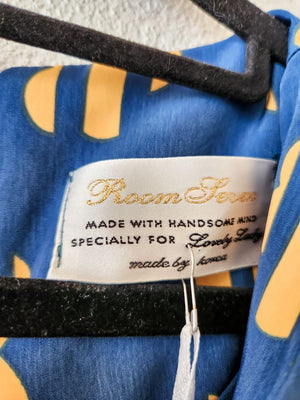 Room Seven
MADE WITH HANDSOME MIND
SPECIALLY FOR Lovely Lady
made by korea